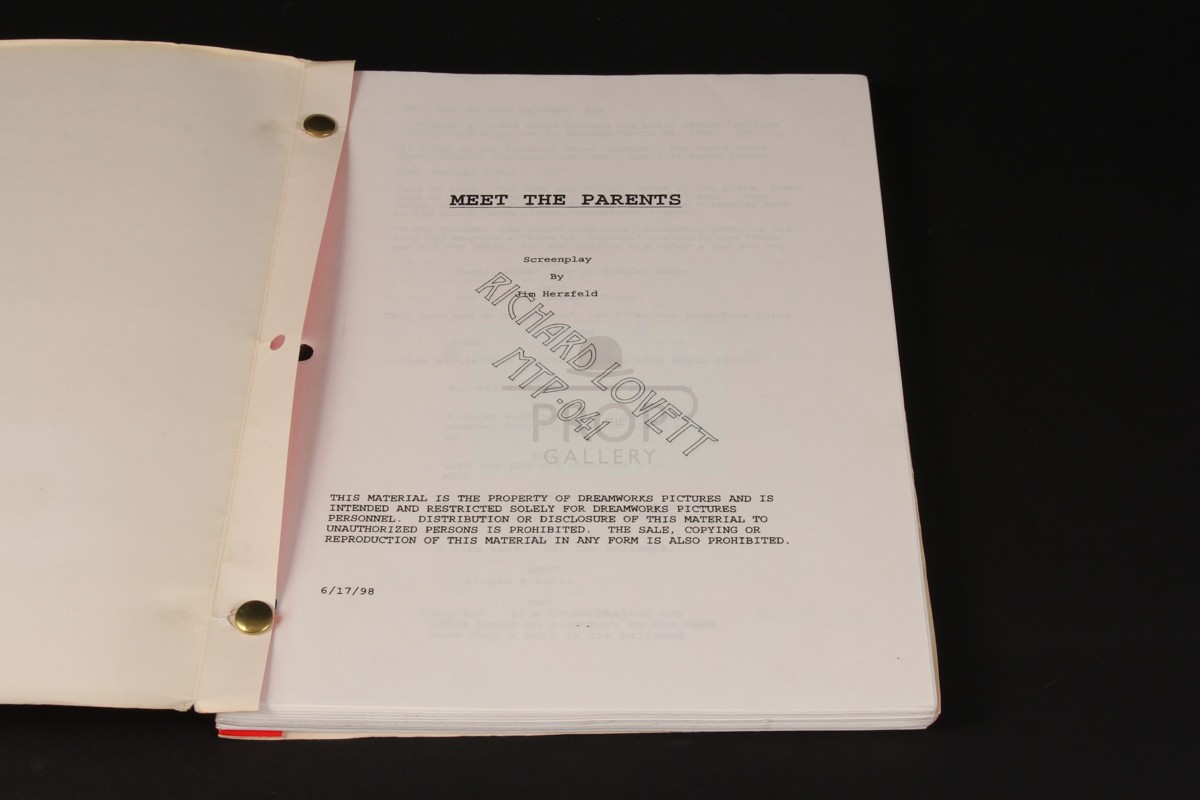 MEET THE PARENTS
Screenplay
By
Jim Herzfeld
RICHARD LOVETT
MTP-041
THE
PROP
GALLERY
THIS MATERIAL IS THE PROPERTY OF DREAMWORKS PICTURES AND IS
INTENDED AND RESTRICTED SOLELY FOR DREAMWORKS PICTURES
PERSONNEL. DISTRIBUTION OR DISCLOSURE OF THIS MATERIAL TO
UNAUTHORIZED PERSONS IS PROHIBITED. THE SALE, COPYING OR
REPRODUCTION OF THIS MATERIAL IN ANY FORM IS ALSO PROHIBITED.
6/17/98